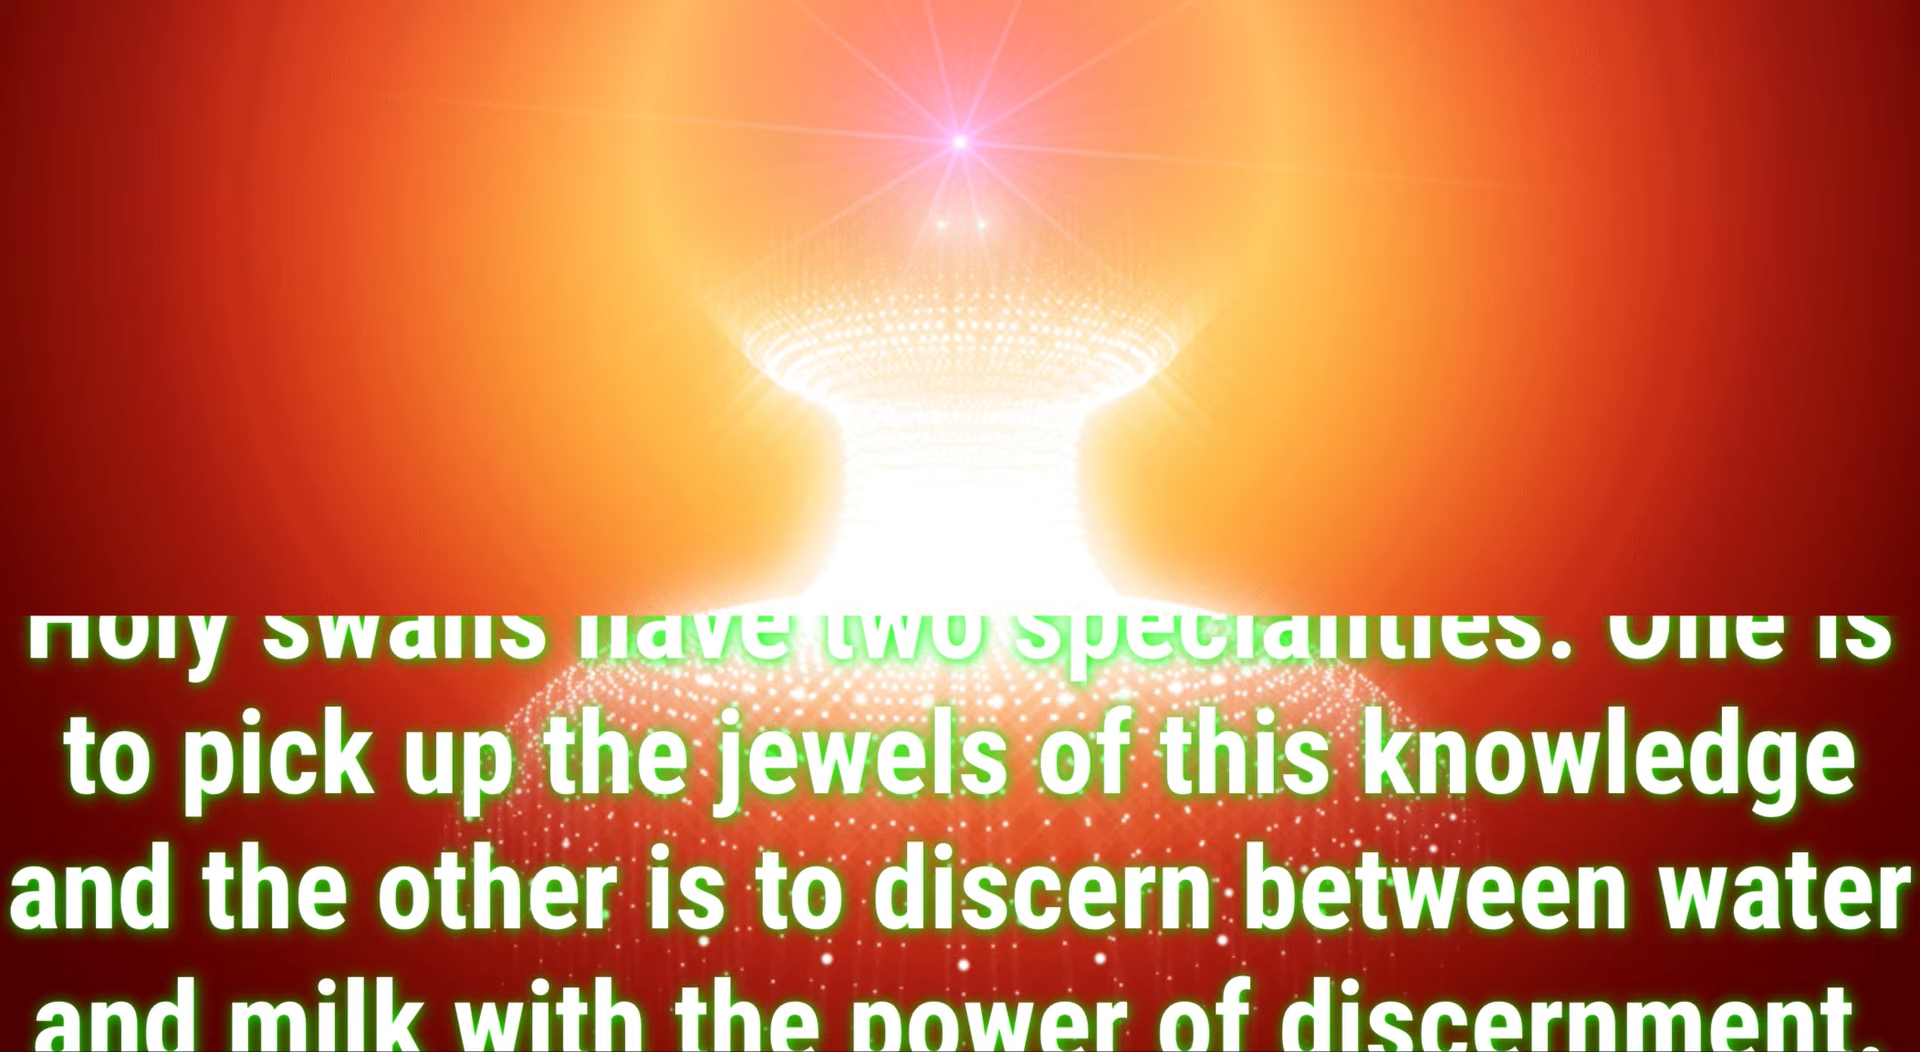 Holy swans have two specialities. One is
to pick up the jewels of this knowledge
and the other is to discern between water
and milk with the power of discernment.